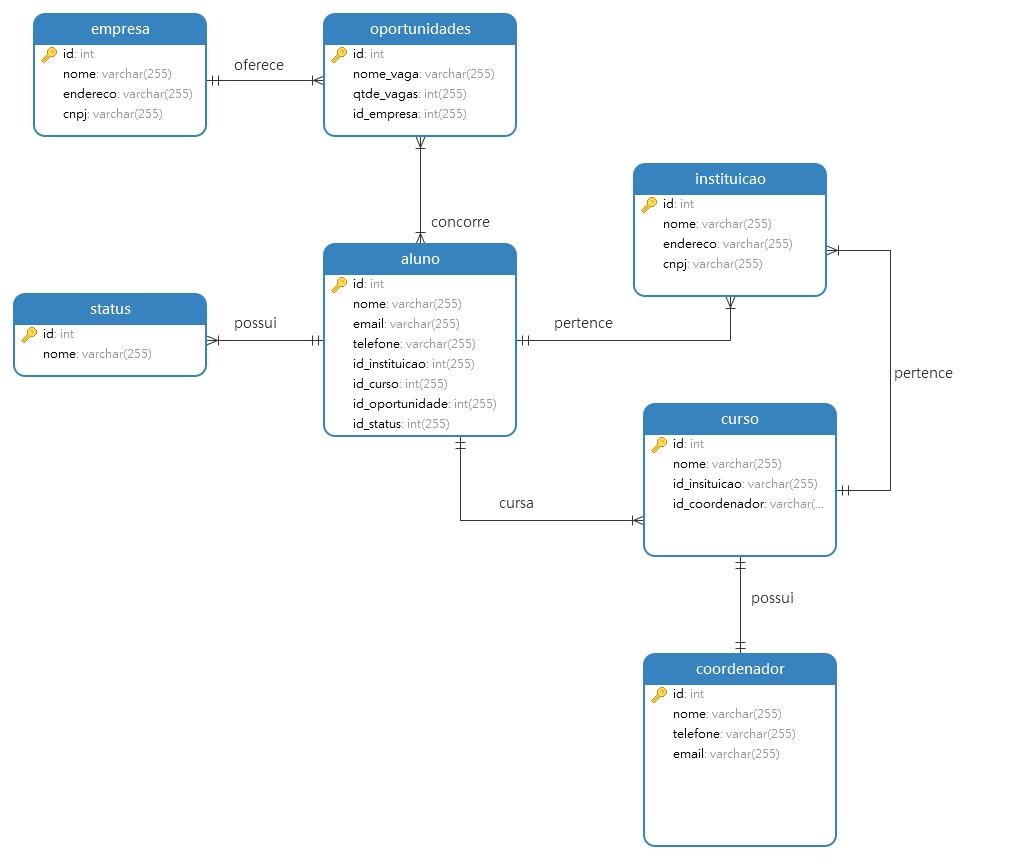 empresa
id: int
nome: varchar(255)
endereco: varchar(255)
cnpj: varchar(255)
oferece
oportunidades
id: int
nome_vaga: varchar(255)
qtde_vagas: int(255)
id_empresa: int(255)
concorre
instituicao
id: int
nome: varchar(255)
endereco: varchar(255)
cnpj: varchar(255)
status
id: int
nome: varchar(255)
possui
aluno
id: int
nome: varchar(255)
email: varchar(255)
telefone: varchar(255)
id_instituicao: int(255)
id_curso: int(255)
id_oportunidade: int(255)
id_status: int(255)
pertence
pertence
cursa
curso
id: int
nome: varchar(255)
id_insituicao: varchar(255)
id_coordenador: varchar(...
possui
coordenador
id: int
nome: varchar(255)
telefone: varchar(255)
email: varchar(255)